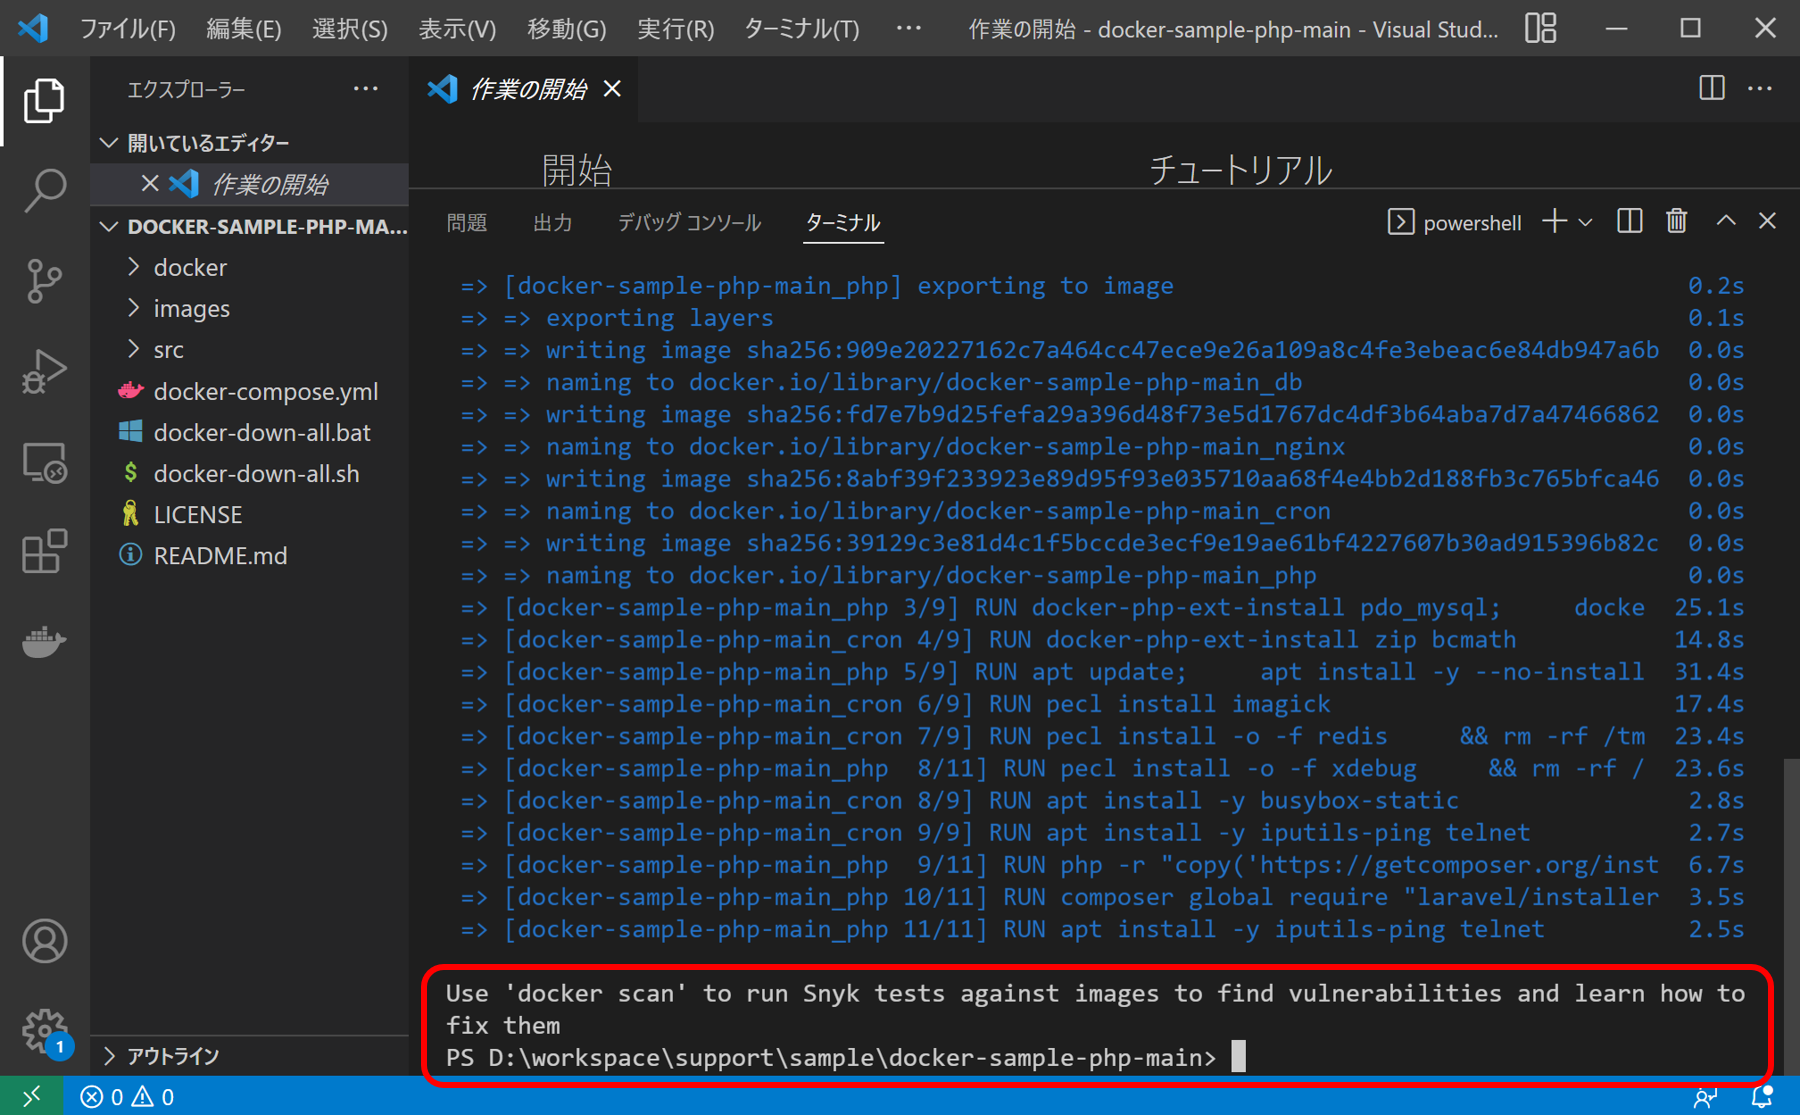 ファイル(F) 編集(E) 選択(S) 表示(V) 移動(G) 実行(R) ターミナル(T) ··· 作業の開始 - docker-sample-php-main - Visual Stud...
エクスプローラー ···
作業の開始
開いているエディター
作業の開始
DOCKER-SAMPLE-PHP-MA...
docker
images
src
docker-compose.yml
docker-down-all.bat
docker-down-all.sh
LICENSE
README.md
アウトライン
開始 チュートリアル
問題 出力 デバッグ コンソール ターミナル powershell
=> [docker-sample-php-main_php] exporting to image 0.2s
=> => exporting layers 0.1s
=> => writing image sha256:909e20227162c7a464cc47ece9e26a109a8c4fe3ebeac6e84db947a6b 0.0s
=> => naming to docker.io/library/docker-sample-php-main_db 0.0s
=> => writing image sha256:fd7e7b9d25fefa29a396d48f73e5d1767dc4df3b64aba7d7a47466862 0.0s
=> => naming to docker.io/library/docker-sample-php-main_nginx 0.0s
=> => writing image sha256:8abf39f233923e89d95f93e035710aa68f4e4bb2d188fb3c765bfca46 0.0s
=> => naming to docker.io/library/docker-sample-php-main_cron 0.0s
=> => writing image sha256:39129c3e81d4c1f5bccde3ecf9e19ae61bf4227607b30ad915396b82c 0.0s
=> => naming to docker.io/library/docker-sample-php-main_php 0.0s
=> [docker-sample-php-main_php 3/9] RUN docker-php-ext-install pdo_mysql; docke 25.1s
=> [docker-sample-php-main_cron 4/9] RUN docker-php-ext-install zip bcmath 14.8s
=> [docker-sample-php-main_php 5/9] RUN apt update; apt install -y --no-install 31.4s
=> [docker-sample-php-main_cron 6/9] RUN pecl install imagick 17.4s
=> [docker-sample-php-main_cron 7/9] RUN pecl install -o -f redis && rm -rf /tm 23.4s
=> [docker-sample-php-main_php 8/11] RUN pecl install -o -f xdebug && rm -rf / 23.6s
=> [docker-sample-php-main_cron 8/9] RUN apt install -y busybox-static 2.8s
=> [docker-sample-php-main_cron 9/9] RUN apt install -y iputils-ping telnet 2.7s
=> [docker-sample-php-main_php 9/11] RUN php -r "copy('https://getcomposer.org/inst 6.7s
=> [docker-sample-php-main_php 10/11] RUN composer global require "laravel/installer 3.5s
=> [docker-sample-php-main_php 11/11] RUN apt install -y iputils-ping telnet 2.5s
Use 'docker scan' to run Snyk tests against images to find vulnerabilities and learn how to
fix them
PS D:\workspace\support\sample\docker-sample-php-main>
1
0 0